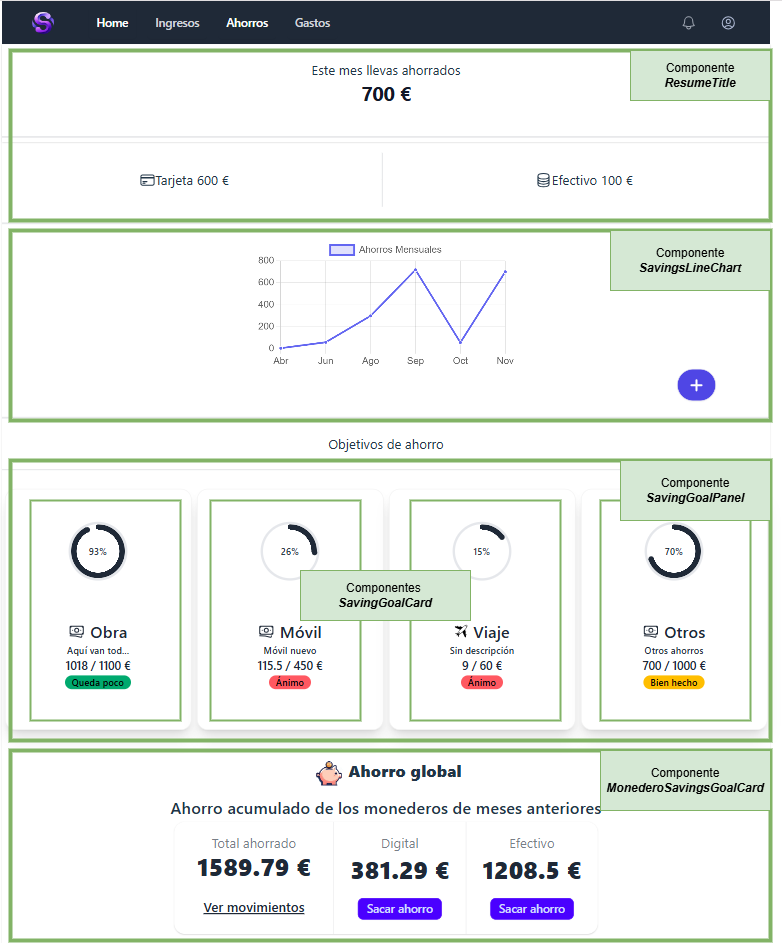 Home Ingresos Ahorros Gastos
Componente
ResumeTitle
Este mes llevas ahorrados
700 €
Tarjeta 600 €
Efectivo 100 €
Componente
SavingsLineChart
Ahorros Mensuales
800
600
400
200
0
Abr Jun Ago Sep Oct Nov
+
Objetivos de ahorro
Componente
SavingGoalPanel
93%
26%
15%
70%
Componentes
SavingGoalCard
Obra
Aquí van tod...
1018 / 1100 €
Queda poco
Móvil
Móvil nuevo
115.5 / 450 €
Ánimo
Viaje
Sin descripción
9 / 60 €
Ánimo
Otros
Otros ahorros
700 / 1000 €
Bien hecho
Componente
MonederoSavingsGoalCard
Ahorro global
Ahorro acumulado de los monederos de meses anteriores
Total ahorrado
1589.79 €
Ver movimientos
Digital
381.29 €
Sacar ahorro
Efectivo
1208.5 €
Sacar ahorro